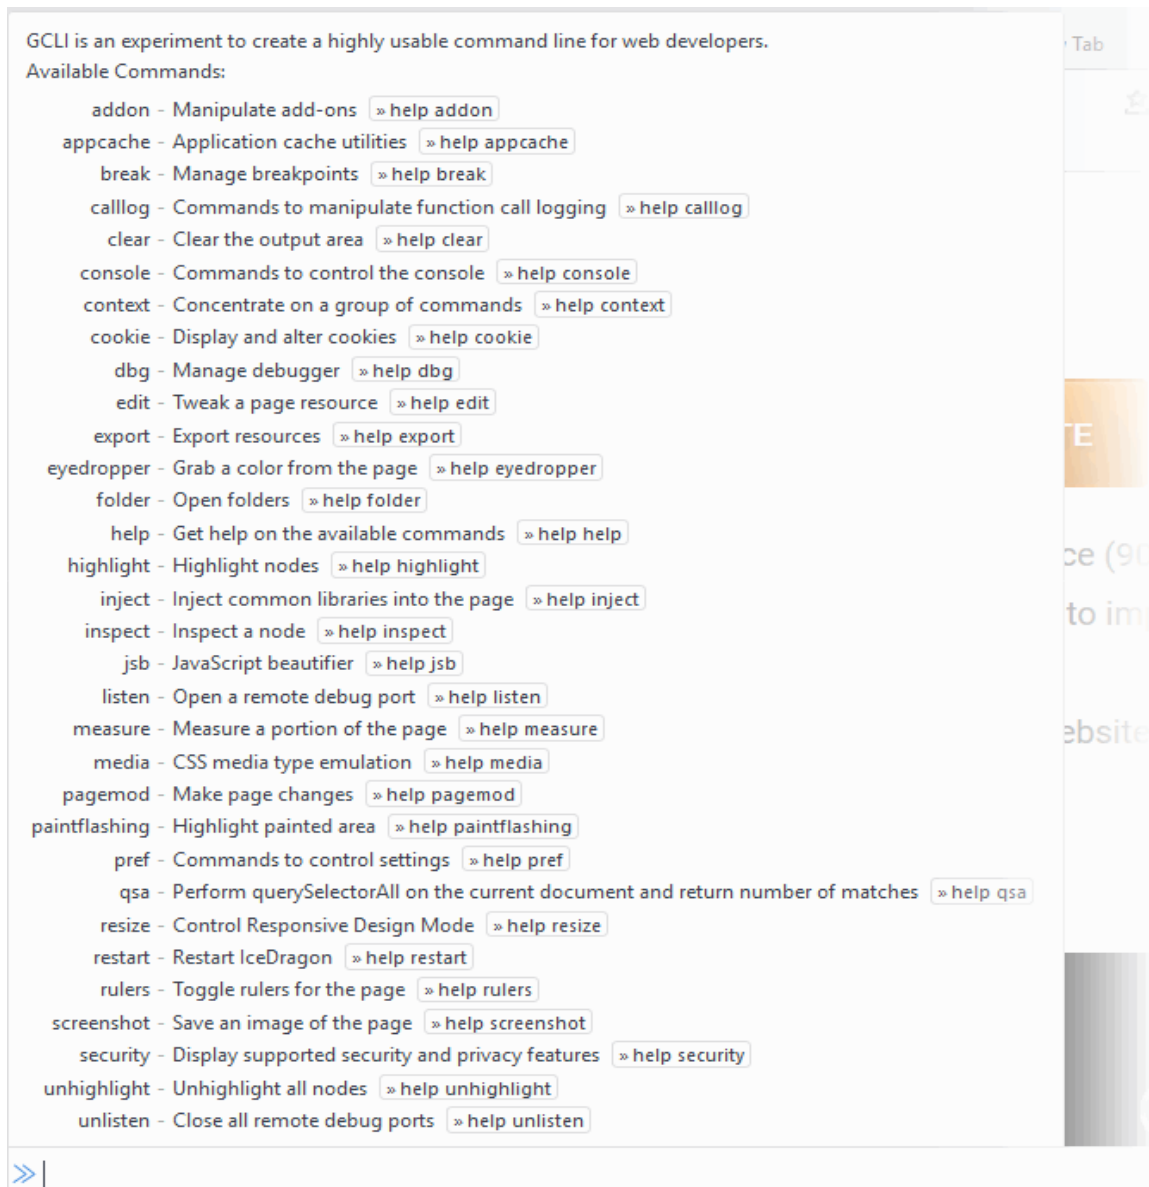 GCLI is an experiment to create a highly usable command line for web developers.
Available Commands:
addon - Manipulate add-ons » help addon
appcache - Application cache utilities » help appcache
break - Manage breakpoints » help break
calllog - Commands to manipulate function call logging » help calllog
clear - Clear the output area » help clear
console - Commands to control the console » help console
context - Concentrate on a group of commands » help context
cookie - Display and alter cookies » help cookie
dbg - Manage debugger » help dbg
edit - Tweak a page resource » help edit
export - Export resources » help export
eyedropper - Grab a color from the page » help eyedropper
folder - Open folders » help folder
help - Get help on the available commands » help help
highlight - Highlight nodes » help highlight
inject - Inject common libraries into the page » help inject
inspect - Inspect a node » help inspect
jsb - JavaScript beautifier » help jsb
listen - Open a remote debug port » help listen
measure - Measure a portion of the page » help measure
media - CSS media type emulation » help media
pagemod - Make page changes » help pagemod
paintflashing - Highlight painted area » help paintflashing
pref - Commands to control settings » help pref
qsa - Perform querySelectorAll on the current document and return number of matches » help qsa
resize - Control Responsive Design Mode » help resize
restart - Restart IceDragon » help restart
rulers - Toggle rulers for the page » help rulers
screenshot - Save an image of the page » help screenshot
security - Display supported security and privacy features » help security
unhighlight - Unhighlight all nodes » help unhighlight
unlisten - Close all remote debug ports » help unlisten
»
Tab
to